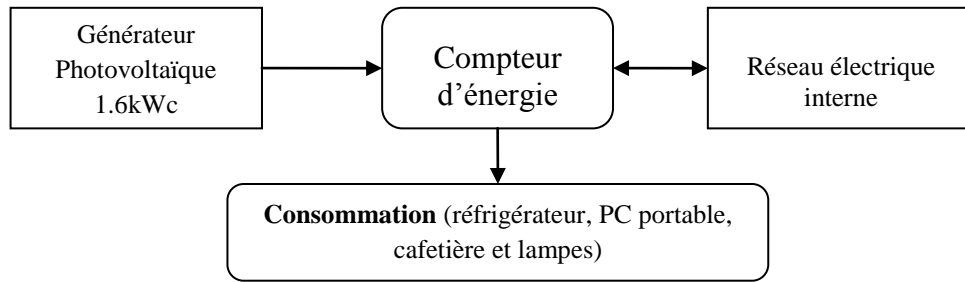 Générateur
Photovoltaïque
1.6kWc
Compteur
d’énergie
Réseau électrique
interne
Consommation (réfrigérateur, PC portable,
cafetière et lampes)